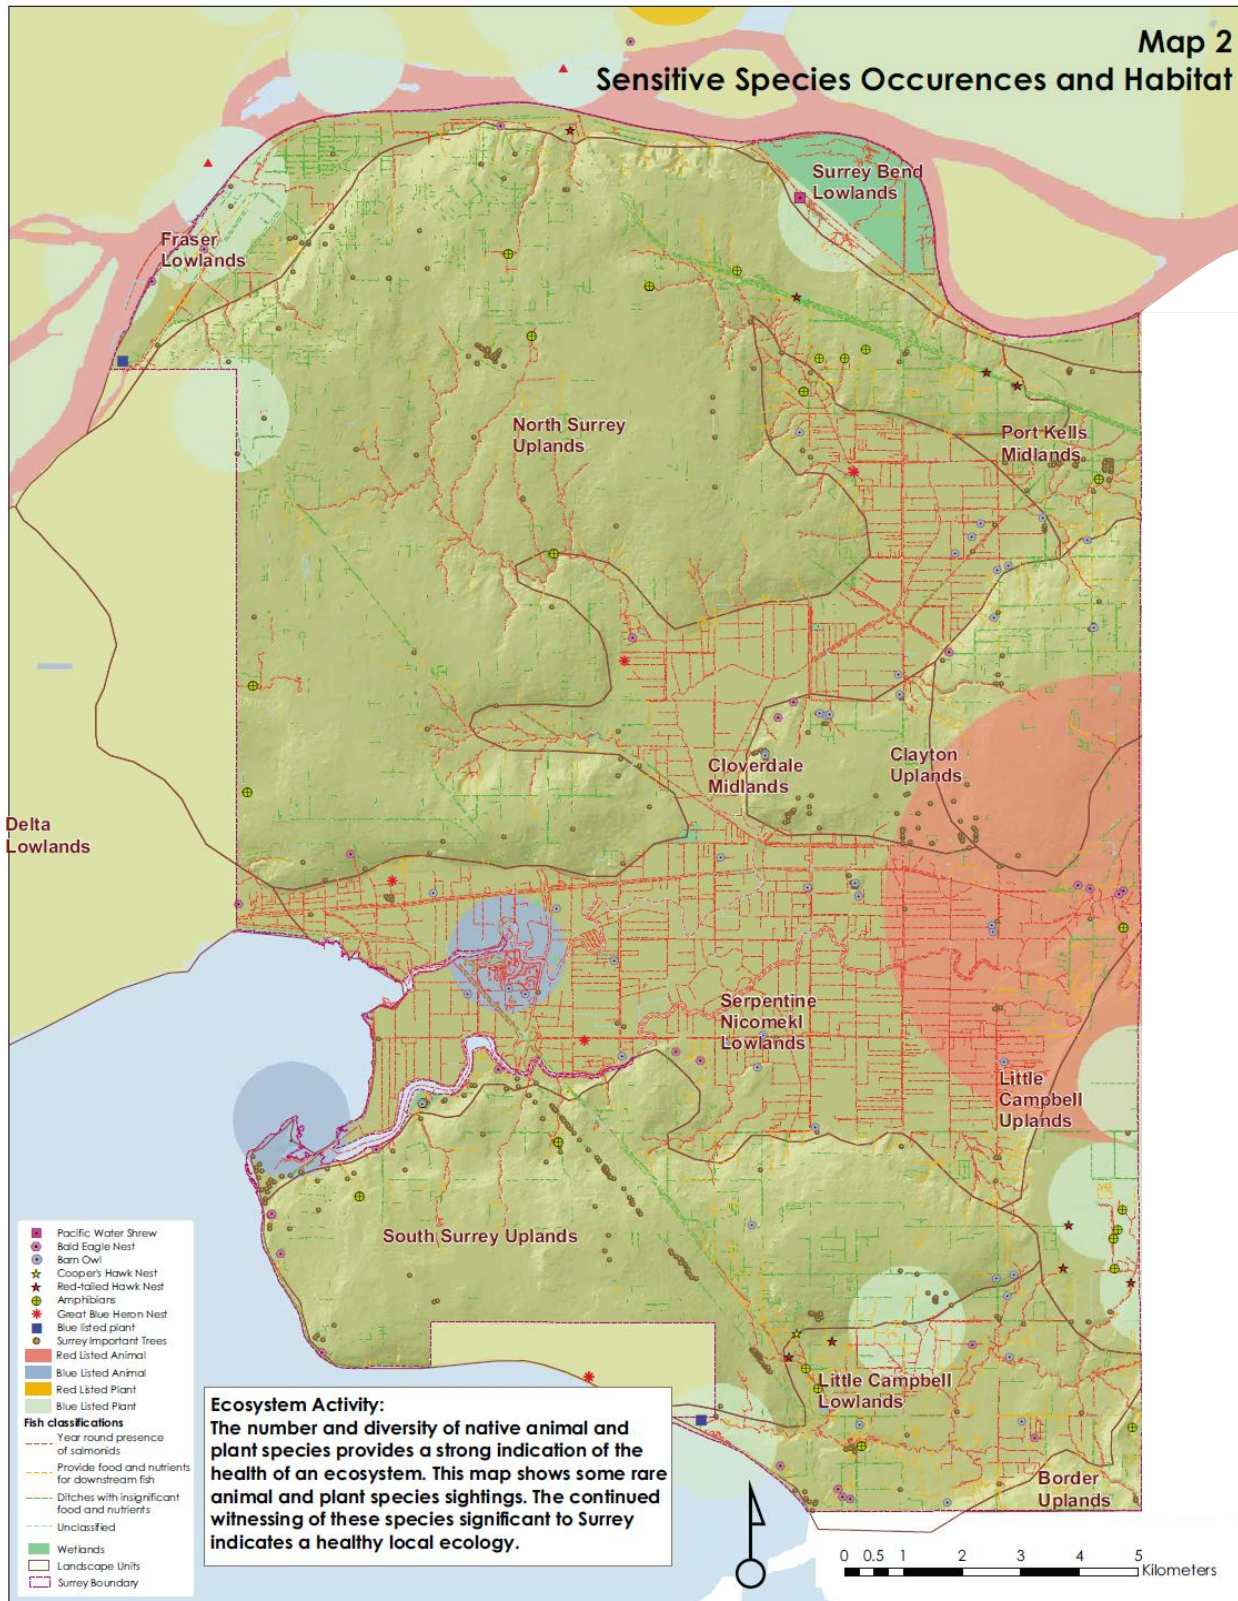 Map 2
Sensitive Species Occurences and Habitat
Surrey Bend
Lowlands
Fraser
Lowlands
North Surrey
Uplands
Port Kells
Midlands
Cloverdale
Midlands
Clayton
Uplands
Delta
Lowlands
Serpentine
Nicomekl
Lowlands
Little
Campbell
Uplands
South Surrey Uplands
Little Campbell
Lowlands
Border
Uplands
Pacific Water Shrew
Bald Eagle Nest
Barn Owl
Cooper's Hawk Nest
Red-tailed Hawk Nest
Amphibians
Great Blue Heron Nest
Blue listed plant
Surrey Important Trees
Red Listed Animal
Blue Listed Animal
Red Listed Plant
Blue Listed Plant
Fish classifications
Year round presence
of salmonids
Provide food and nutrients
for downstream fish
Ditches with insignificant
food and nutrients
Unclassified
Wetlands
Landscape Units
Surrey Boundary
Ecosystem Activity:
The number and diversity of native animal and
plant species provides a strong indication of the
health of an ecosystem. This map shows some rare
animal and plant species sightings. The continued
witnessing of these species significant to Surrey
indicates a healthy local ecology.
0 0.5 1 2 3 4 5
Kilometers